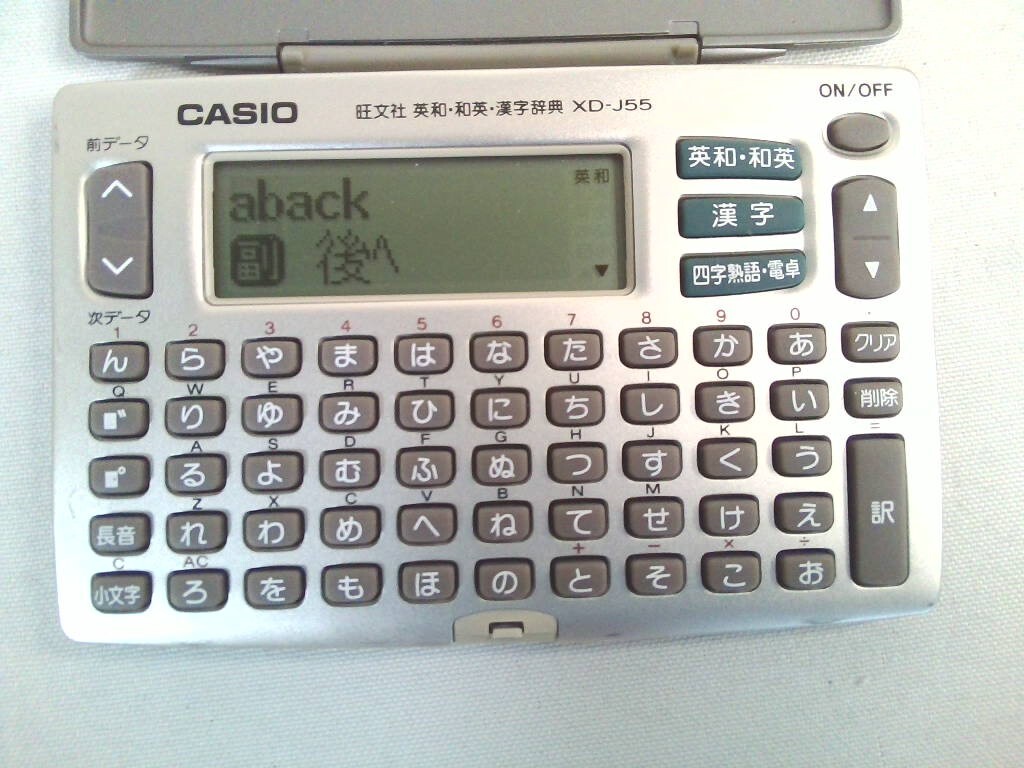 CASIO 旺文社 英和・和英・漢字辞典 XD-J55
ON/OFF
前データ
次データ
英和
aback
副 後へ
英和・和英
漢字
四字熟語・電卓
1 2 3 4 5 6 7 8 9 0 .
ん ら や ま は な た さ か あ クリア
Q W E R T Y U I O P
゛ り ゆ み ひ に ち し き い 削除
A S D F G H J K L =
゜ る よ む ふ ぬ つ す く う 訳
Z X C V B N M
長音 れ わ め へ ね て せ け え
C AC + − × ÷
小文字 ろ を も ほ の と そ こ お